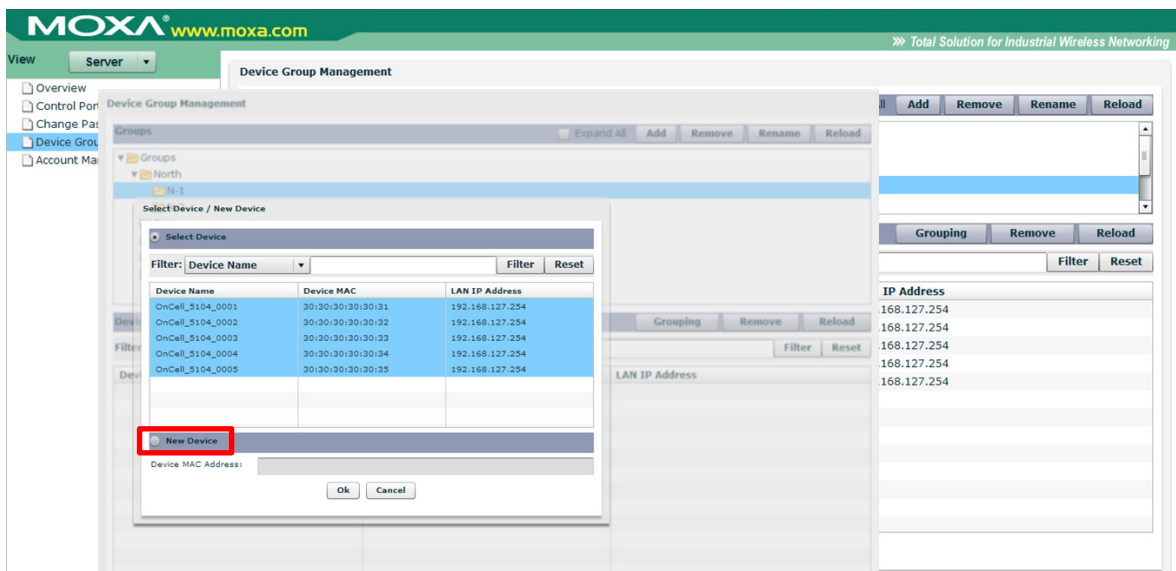 MOXA® www.moxa.com
Total Solution for Industrial Wireless Networking
View Server
Overview
Control Port
Change Pas
Device Grou
Account Ma
Device Group Management
Add Remove Rename Reload
Grouping Remove Reload
Filter Reset
IP Address
.168.127.254
.168.127.254
.168.127.254
.168.127.254
.168.127.254
Device Group Management
Groups Expand All Add Remove Rename Reload
Groups
North
N-1
Grouping Remove Reload
Filter Filter Reset
LAN IP Address
Select Device / New Device
Select Device
Filter: Device Name Filter Reset
Device Name Device MAC LAN IP Address
OnCell_5104_0001 30:30:30:30:30:31 192.168.127.254
OnCell_5104_0002 30:30:30:30:30:32 192.168.127.254
OnCell_5104_0003 30:30:30:30:30:33 192.168.127.254
OnCell_5104_0004 30:30:30:30:30:34 192.168.127.254
OnCell_5104_0005 30:30:30:30:30:35 192.168.127.254
New Device
Device MAC Address:
Ok Cancel